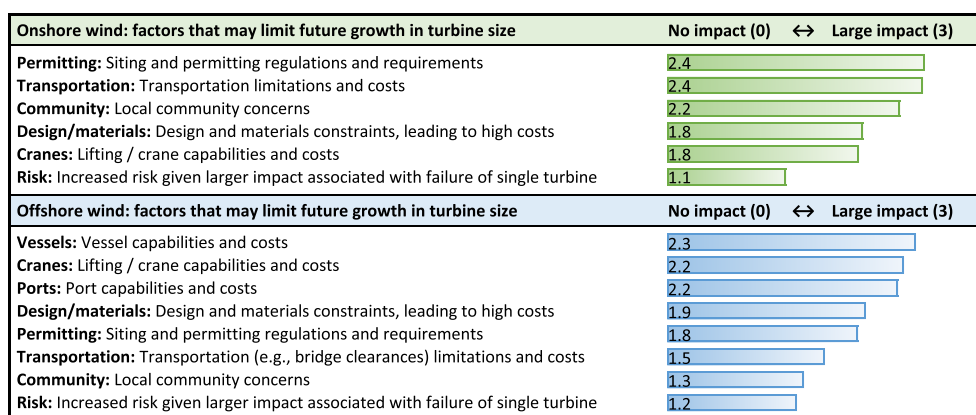 Onshore wind: factors that may limit future growth in turbine size No impact (0) ↔ Large impact (3)
Permitting: Siting and permitting regulations and requirements 2.4
Transportation: Transportation limitations and costs 2.4
Community: Local community concerns 2.2
Design/materials: Design and materials constraints, leading to high costs 1.8
Cranes: Lifting / crane capabilities and costs 1.8
Risk: Increased risk given larger impact associated with failure of single turbine 1.1
Offshore wind: factors that may limit future growth in turbine size No impact (0) ↔ Large impact (3)
Vessels: Vessel capabilities and costs 2.3
Cranes: Lifting / crane capabilities and costs 2.2
Ports: Port capabilities and costs 2.2
Design/materials: Design and materials constraints, leading to high costs 1.9
Permitting: Siting and permitting regulations and requirements 1.8
Transportation: Transportation (e.g., bridge clearances) limitations and costs 1.5
Community: Local community concerns 1.3
Risk: Increased risk given larger impact associated with failure of single turbine 1.2